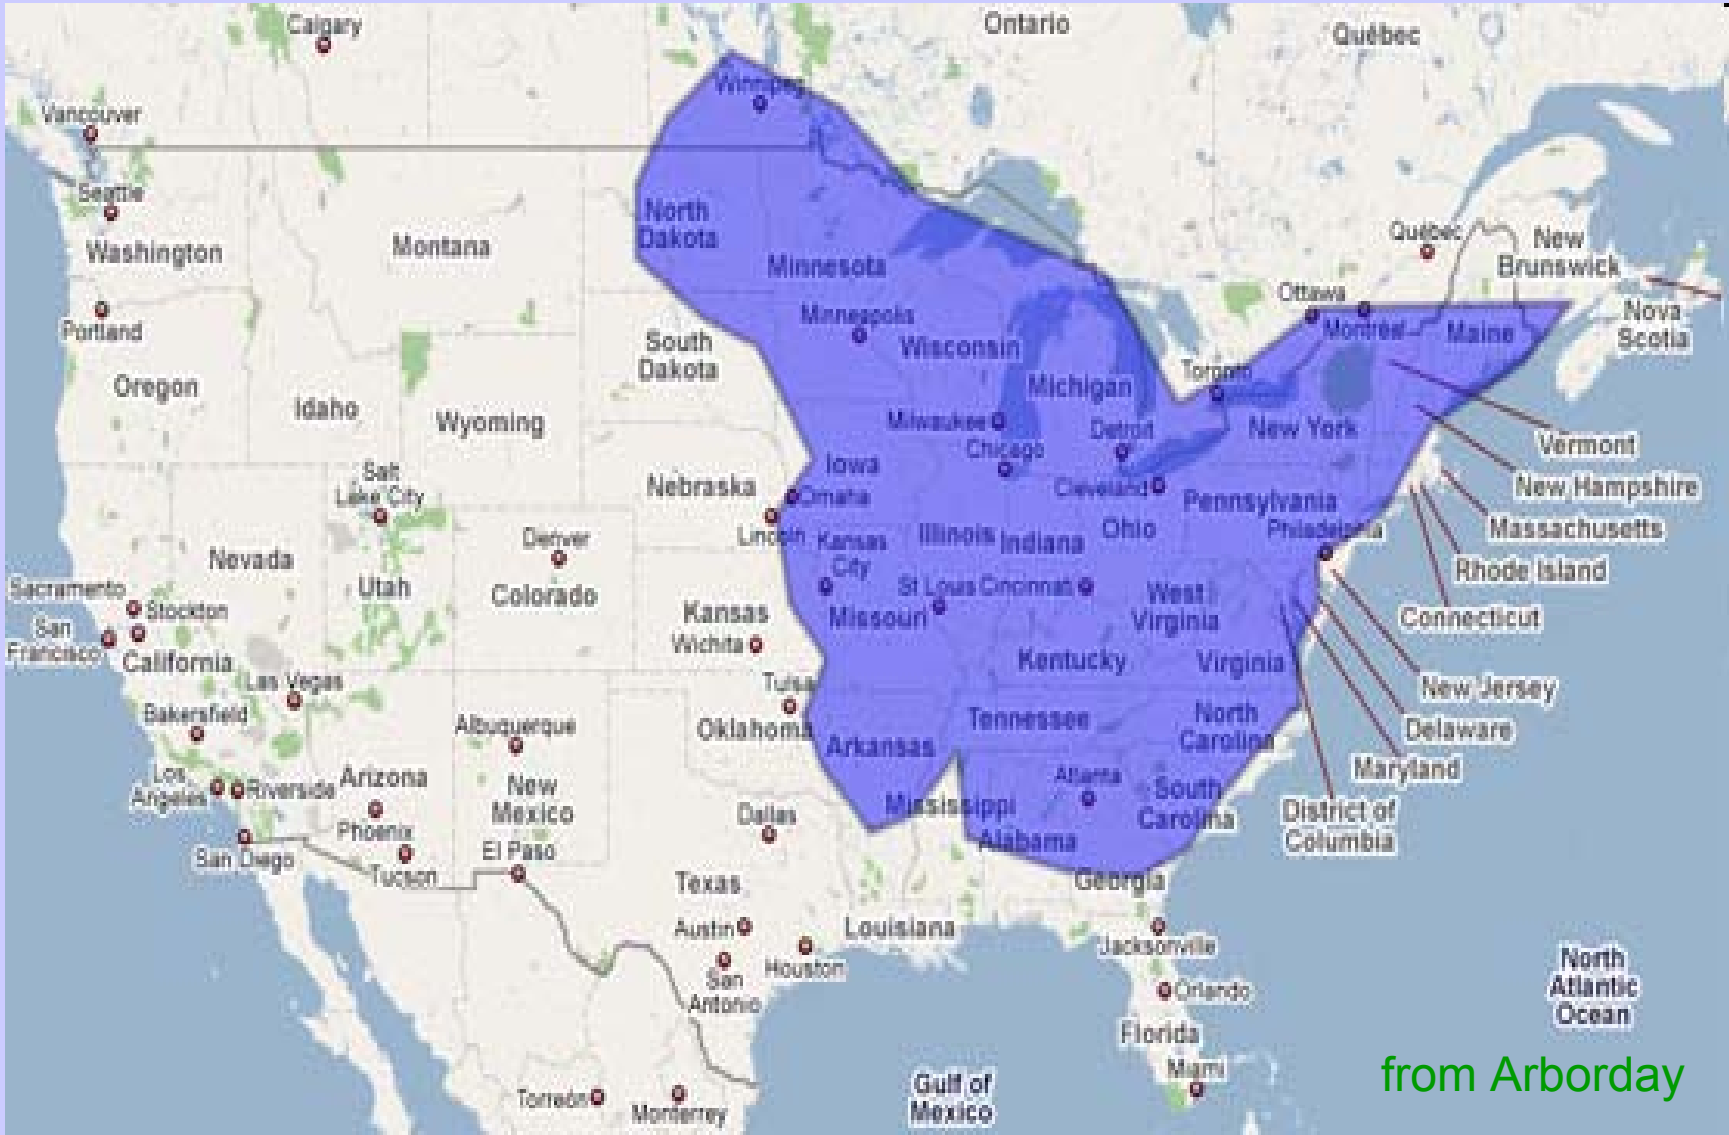 Calgary
Ontario
Québec
Winnipeg
Vancouver
Seattle
Washington
Montana
North
Dakota
Minnesota
Québec
New
Brunswick
Ottawa
Montréal
Maine
Nova
Scotia
Portland
Minneapolis
Wisconsin
South
Dakota
Oregon
Idaho
Wyoming
Michigan
Toronto
Milwaukee
Chicago
Detroit
New York
Vermont
Iowa
Salt
Lake City
Nebraska
Omaha
Cleveland
Pennsylvania
New Hampshire
Massachusetts
Lincoln
Kansas
City
Illinois
Indiana
Ohio
Philadelphia
Nevada
Denver
Rhode Island
Sacramento
Stockton
Utah
Colorado
Kansas
St Louis
Cincinnati
West
Virginia
Connecticut
San
Francisco
California
Wichita
Missouri
Kentucky
Virginia
Las Vegas
Tulsa
New Jersey
Bakersfield
Albuquerque
Oklahoma
Arkansas
Tennessee
North
Carolina
Delaware
Los
Angeles
Riverside
Arizona
New
Mexico
Atlanta
South
Carolina
Maryland
Phoenix
Dallas
Mississippi
Alabama
District of
Columbia
San Diego
Tucson
El Paso
Texas
Georgia
Austin
Louisiana
Jacksonville
San
Antonio
Houston
Orlando
North
Atlantic
Ocean
Florida
Miami
Torreón
Monterrey
Gulf of
Mexico
from Arborday